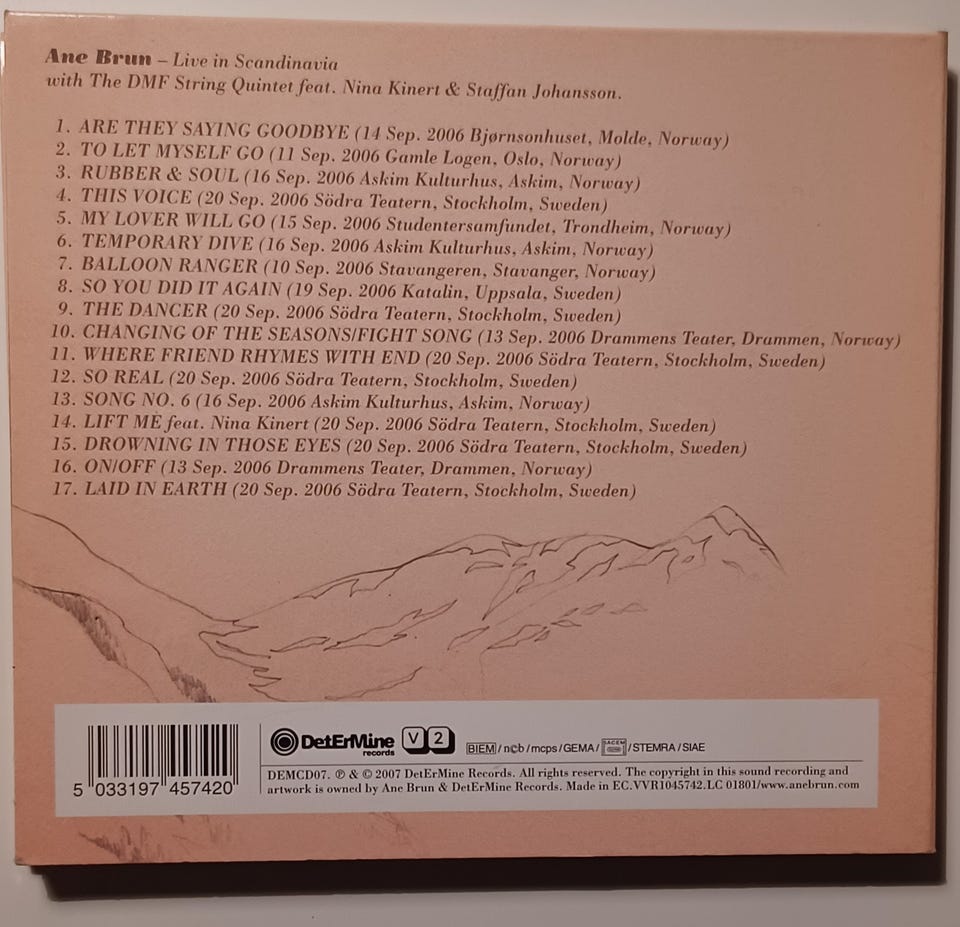 Ane Brun – Live in Scandinavia
with The DMF String Quintet feat. Nina Kinert & Staffan Johansson.
1. ARE THEY SAYING GOODBYE (14 Sep. 2006 Bjørnsonhuset, Molde, Norway)
2. TO LET MYSELF GO (11 Sep. 2006 Gamle Logen, Oslo, Norway)
3. RUBBER & SOUL (16 Sep. 2006 Askim Kulturhus, Askim, Norway)
4. THIS VOICE (20 Sep. 2006 Södra Teatern, Stockholm, Sweden)
5. MY LOVER WILL GO (15 Sep. 2006 Studentersamfundet, Trondheim, Norway)
6. TEMPORARY DIVE (16 Sep. 2006 Askim Kulturhus, Askim, Norway)
7. BALLOON RANGER (10 Sep. 2006 Stavangeren, Stavanger, Norway)
8. SO YOU DID IT AGAIN (19 Sep. 2006 Katalin, Uppsala, Sweden)
9. THE DANCER (20 Sep. 2006 Södra Teatern, Stockholm, Sweden)
10. CHANGING OF THE SEASONS/FIGHT SONG (13 Sep. 2006 Drammens Teater, Drammen, Norway)
11. WHERE FRIEND RHYMES WITH END (20 Sep. 2006 Södra Teatern, Stockholm, Sweden)
12. SO REAL (20 Sep. 2006 Södra Teatern, Stockholm, Sweden)
13. SONG NO. 6 (16 Sep. 2006 Askim Kulturhus, Askim, Norway)
14. LIFT ME feat. Nina Kinert (20 Sep. 2006 Södra Teatern, Stockholm, Sweden)
15. DROWNING IN THOSE EYES (20 Sep. 2006 Södra Teatern, Stockholm, Sweden)
16. ON/OFF (13 Sep. 2006 Drammens Teater, Drammen, Norway)
17. LAID IN EARTH (20 Sep. 2006 Södra Teatern, Stockholm, Sweden)
5 033197 457420
DetErMine records V2 BIEM / ncb / mcps / GEMA / SACEM / STEMRA / SIAE
DEMCD07. ℗ & © 2007 DetErMine Records. All rights reserved. The copyright in this sound recording and
artwork is owned by Ane Brun & DetErMine Records. Made in EC.VVR1045742.LC 01801/www.anebrun.com